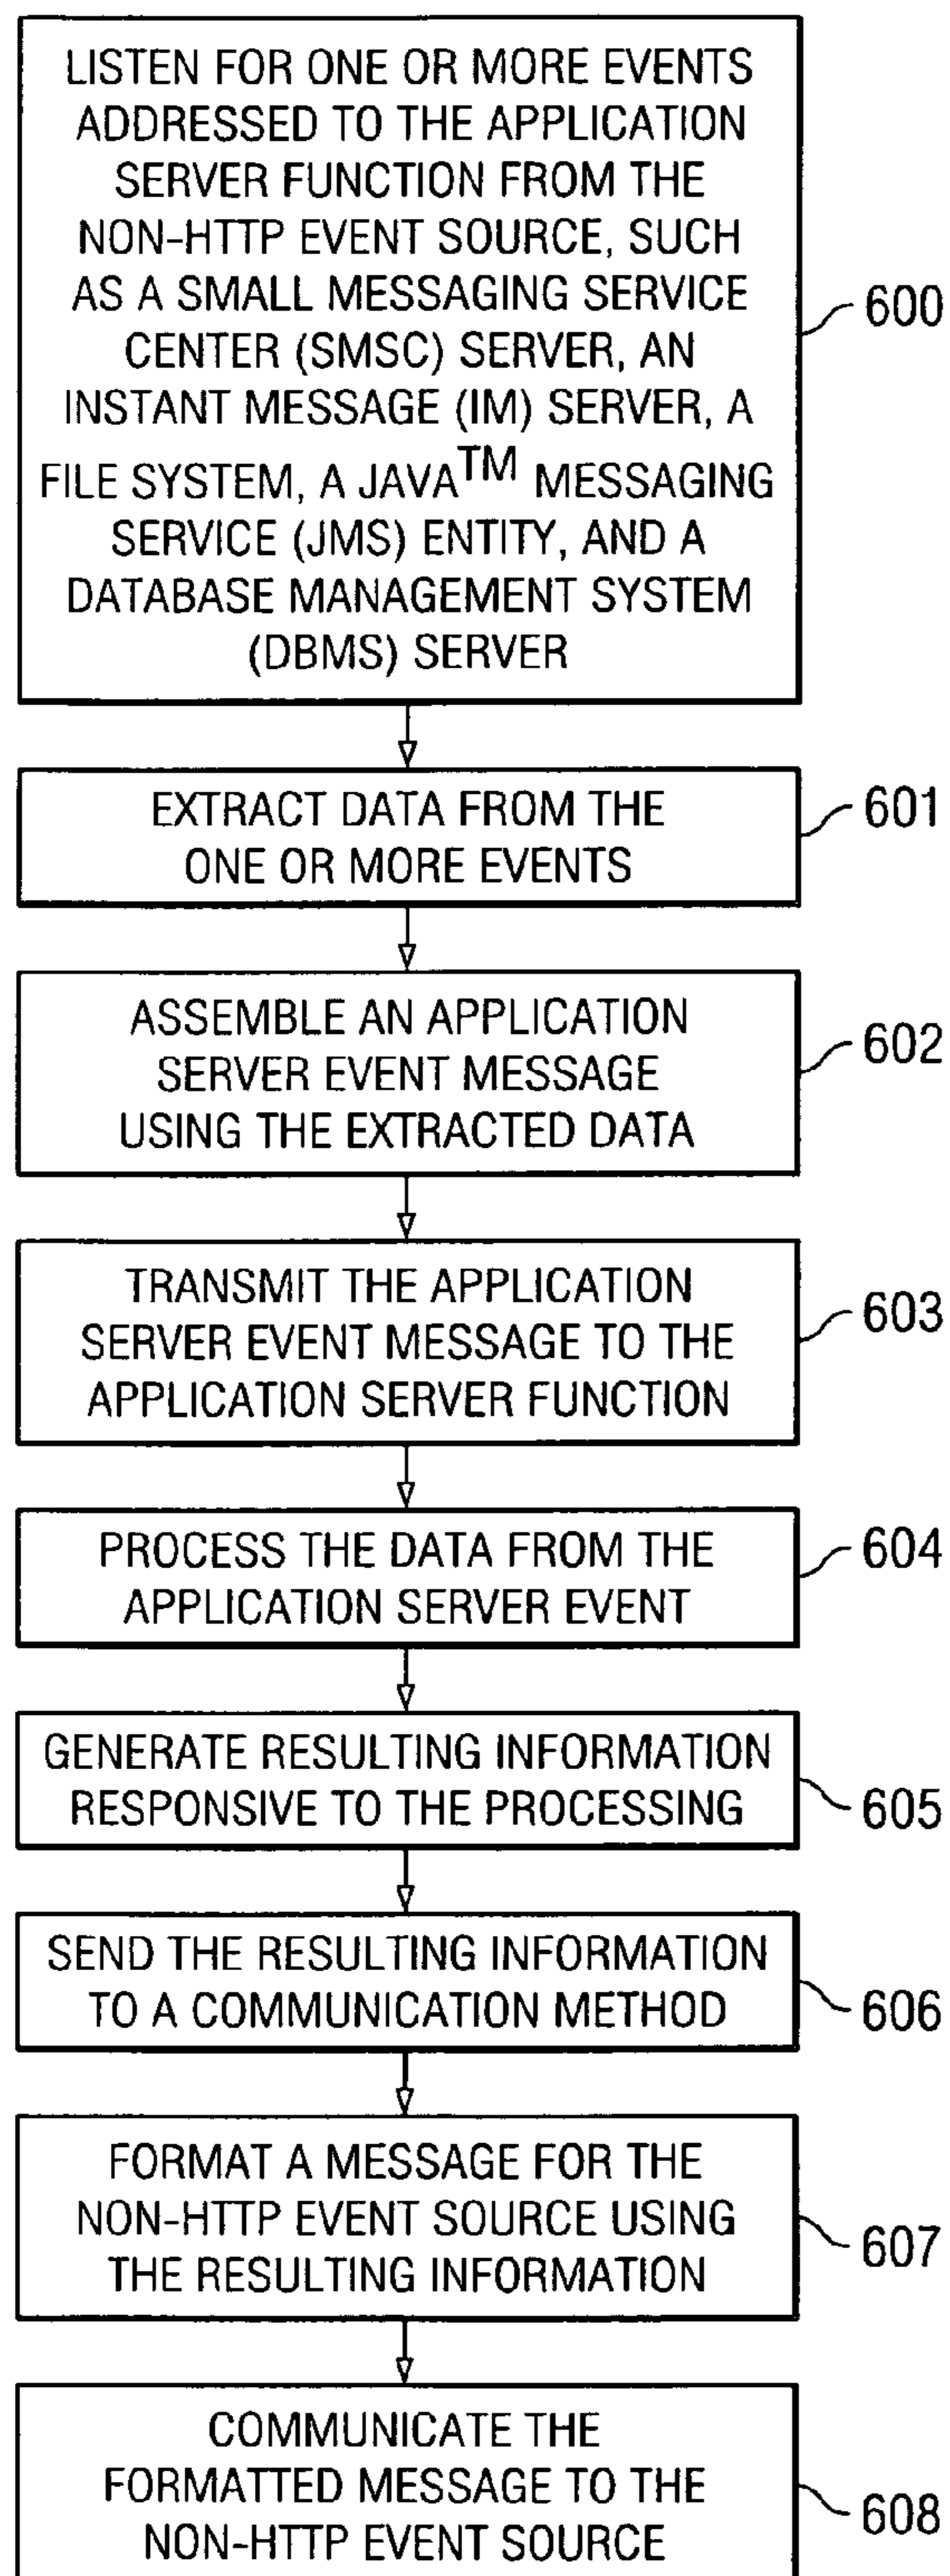 LISTEN FOR ONE OR MORE EVENTS
ADDRESSED TO THE APPLICATION
SERVER FUNCTION FROM THE
NON-HTTP EVENT SOURCE, SUCH
AS A SMALL MESSAGING SERVICE
CENTER (SMSC) SERVER, AN
INSTANT MESSAGE (IM) SERVER, A
FILE SYSTEM, A JAVA™ MESSAGING
SERVICE (JMS) ENTITY, AND A
DATABASE MANAGEMENT SYSTEM
(DBMS) SERVER
600
EXTRACT DATA FROM THE
ONE OR MORE EVENTS
601
ASSEMBLE AN APPLICATION
SERVER EVENT MESSAGE
USING THE EXTRACTED DATA
602
TRANSMIT THE APPLICATION
SERVER EVENT MESSAGE TO THE
APPLICATION SERVER FUNCTION
603
PROCESS THE DATA FROM THE
APPLICATION SERVER EVENT
604
GENERATE RESULTING INFORMATION
RESPONSIVE TO THE PROCESSING
605
SEND THE RESULTING INFORMATION
TO A COMMUNICATION METHOD
606
FORMAT A MESSAGE FOR THE
NON-HTTP EVENT SOURCE USING
THE RESULTING INFORMATION
607
COMMUNICATE THE
FORMATTED MESSAGE TO THE
NON-HTTP EVENT SOURCE
608